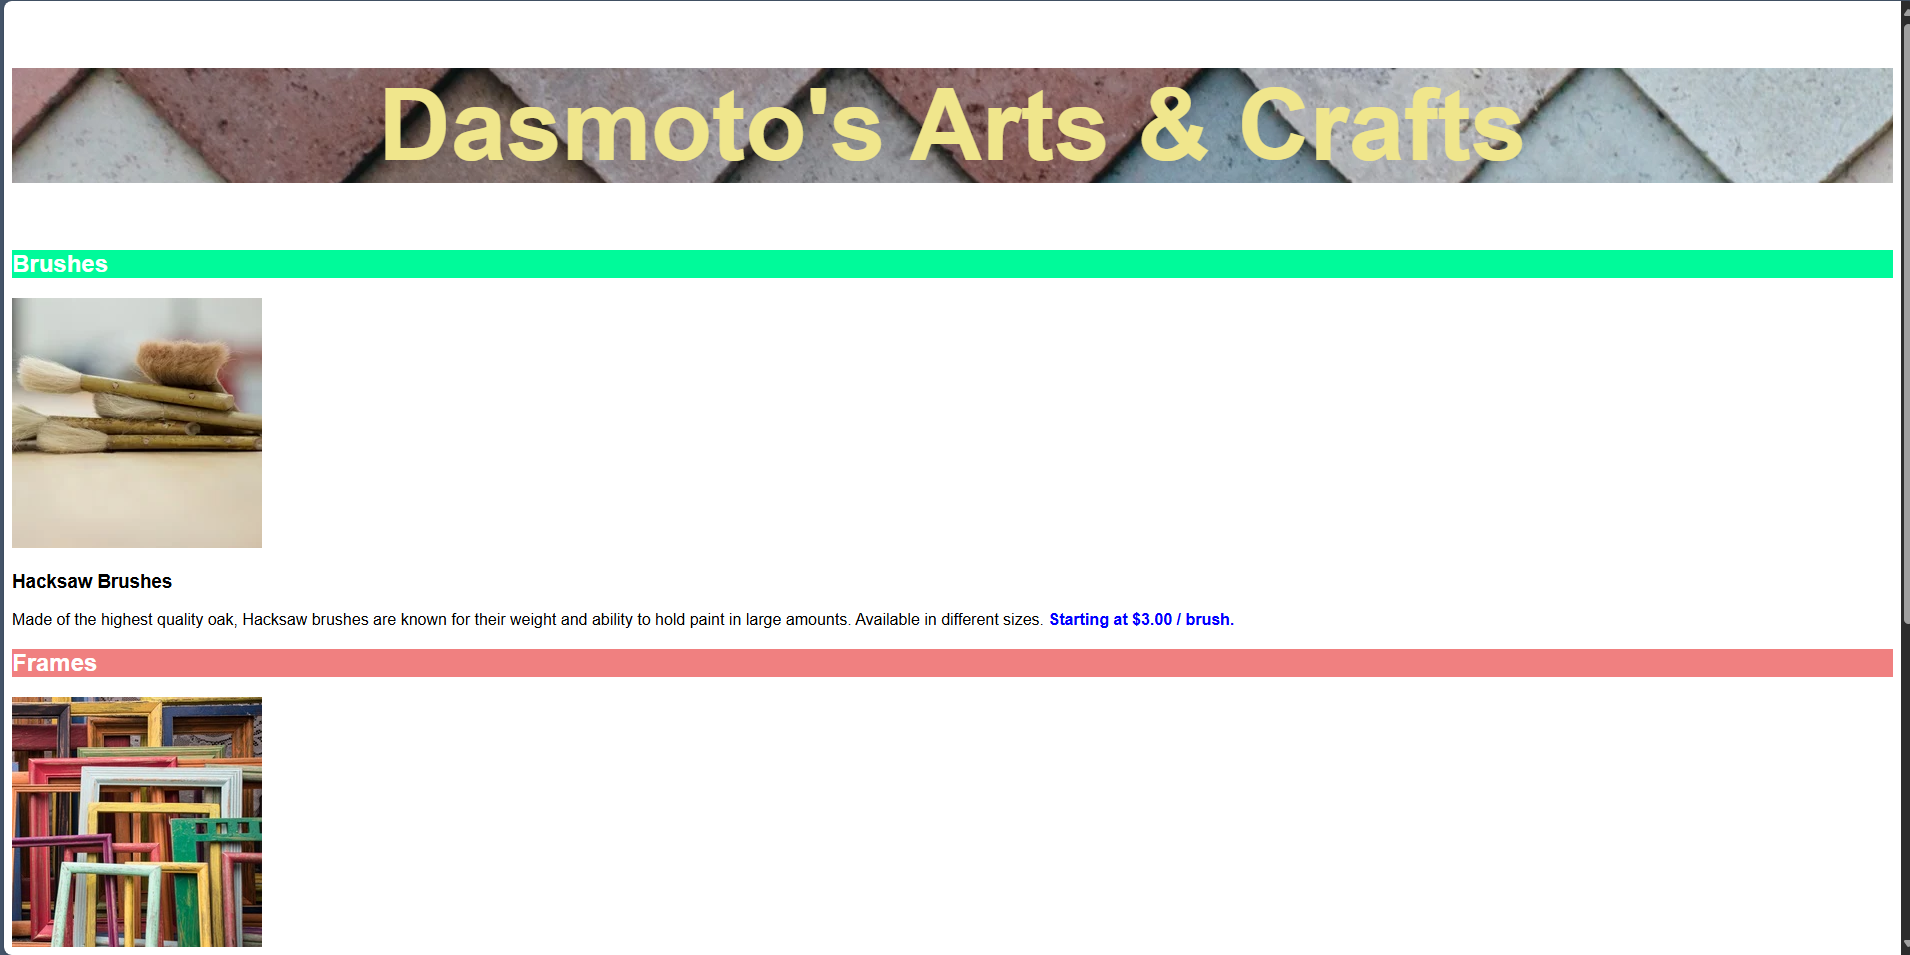 Dasmoto's Arts & Crafts
Brushes
Hacksaw Brushes
Made of the highest quality oak, Hacksaw brushes are known for their weight and ability to hold paint in large amounts. Available in different sizes. Starting at $3.00 / brush.
Frames